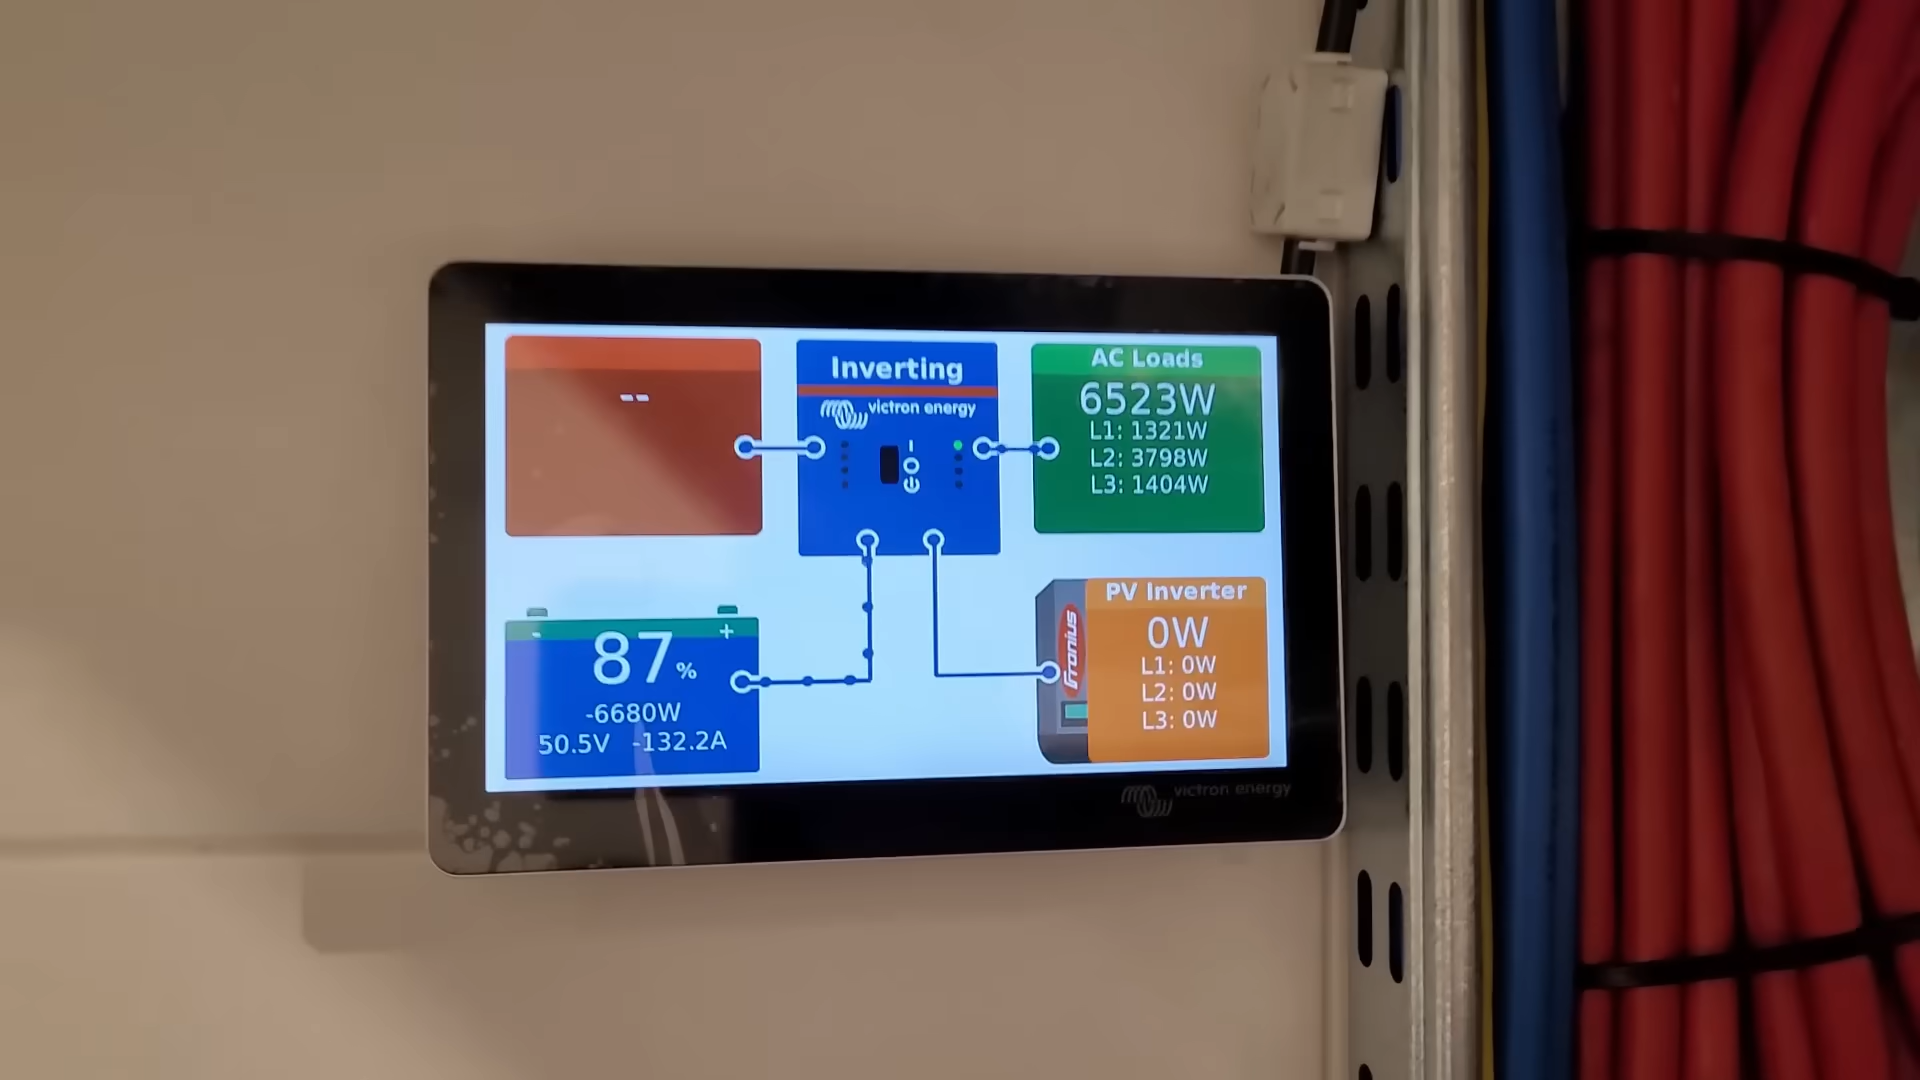 --
Inverting
victron energy
AC Loads
6523W
L1: 1321W
L2: 3798W
L3: 1404W
- +
87%
-6680W
50.5V -132.2A
Fronius
PV Inverter
0W
L1: 0W
L2: 0W
L3: 0W
victron energy